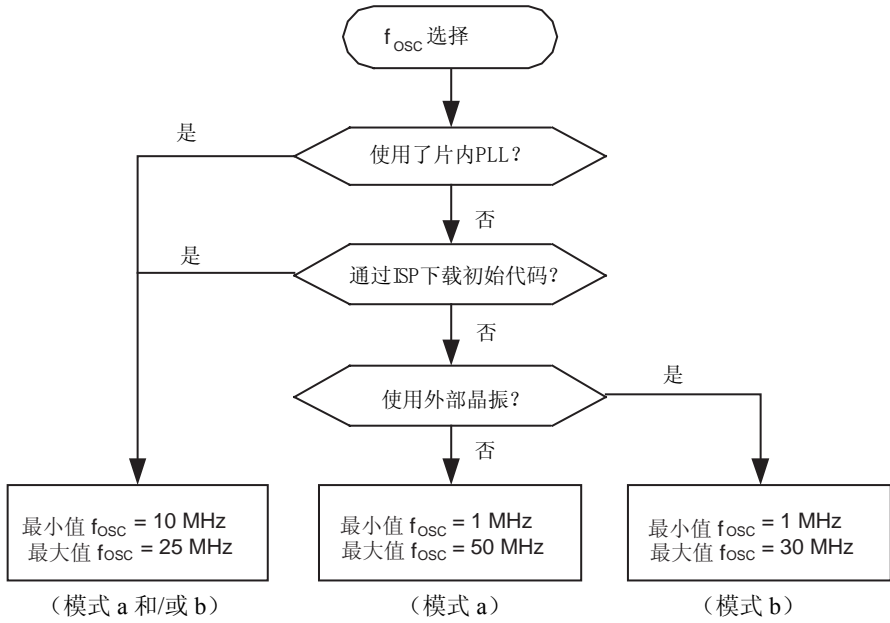 fosc 选择
是
使用了片内PLL？
否
是
通过ISP下载初始代码？
否
是
使用外部晶振？
否
最小值 fosc = 10 MHz
最大值 fosc = 25 MHz
最小值 fosc = 1 MHz
最大值 fosc = 50 MHz
最小值 fosc = 1 MHz
最大值 fosc = 30 MHz
（模式 a 和/或 b）
（模式 a）
（模式 b）